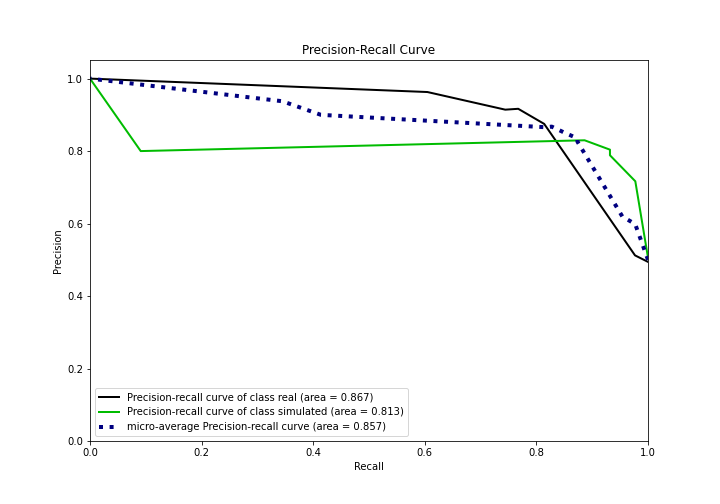 Precision-Recall Curve
1.0
0.8
0.6
0.4
0.2
0.0
Precision
Precision-recall curve of class real (area = 0.867)
Precision-recall curve of class simulated (area = 0.813)
micro-average Precision-recall curve (area = 0.857)
0.0 0.2 0.4 0.6 0.8 1.0
Recall